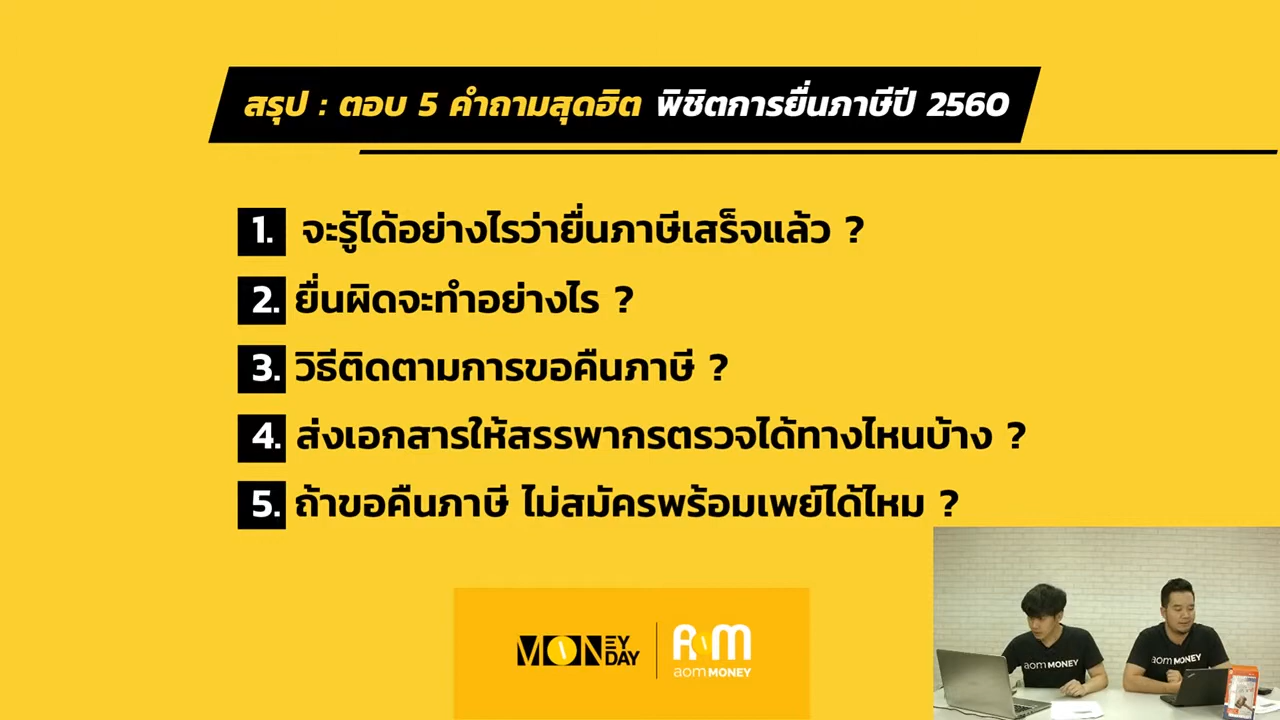 สรุป : ตอบ 5 คำถามสุดฮิต พิชิตการยื่นภาษีปี 2560
1. จะรู้ได้อย่างไรว่ายื่นภาษีเสร็จแล้ว ?
2. ยื่นผิดจะทำอย่างไร ?
3. วิธีติดตามการขอคืนภาษี ?
4. ส่งเอกสารให้สรรพากรตรวจได้ทางไหนบ้าง ?
5. ถ้าขอคืนภาษี ไม่สมัครพร้อมเพย์ได้ไหม ?
MONEY DAY
AOM
aomMONEY
aomMONEY
aomMONEY